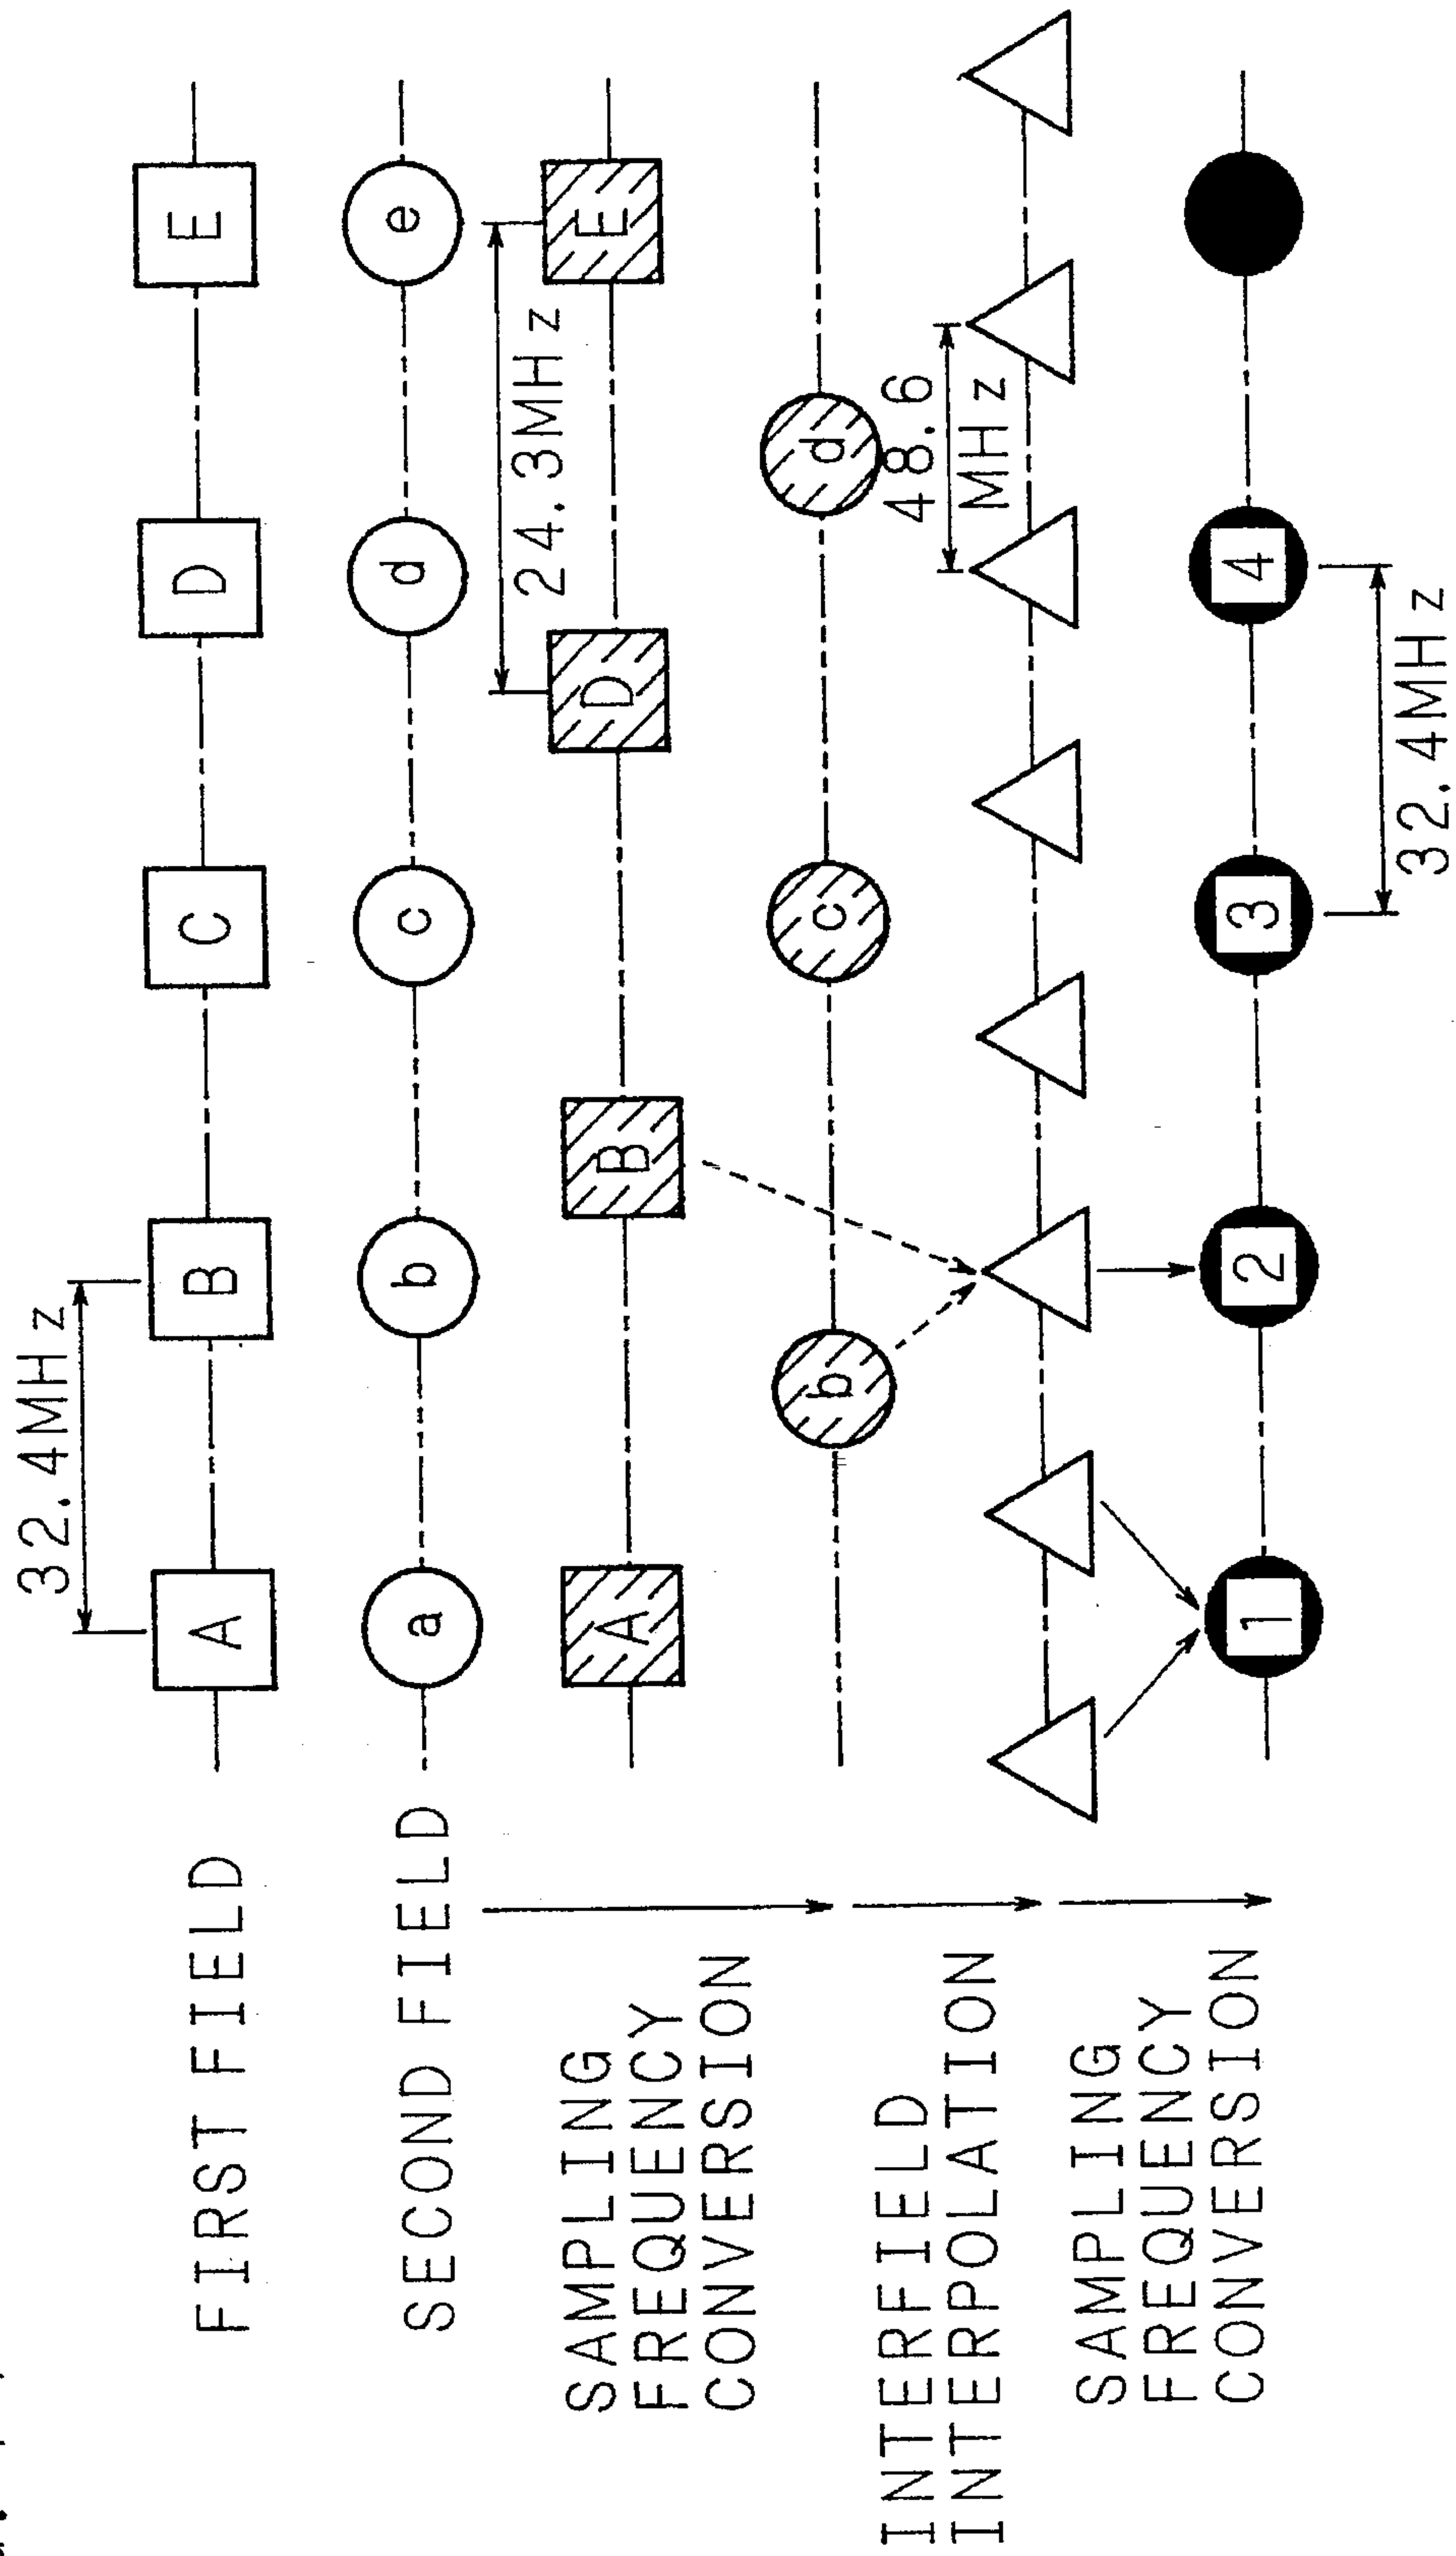 32.4MHz
FIRST FIELD A B C D E
SECOND FIELD a b c d e
24.3MHz
SAMPLING
FREQUENCY
CONVERSION
A B D E
b c d
48.6
MHz
INTERFIELD
INTERPOLATION
SAMPLING
FREQUENCY
CONVERSION
1 2 3 4
32.4MHz